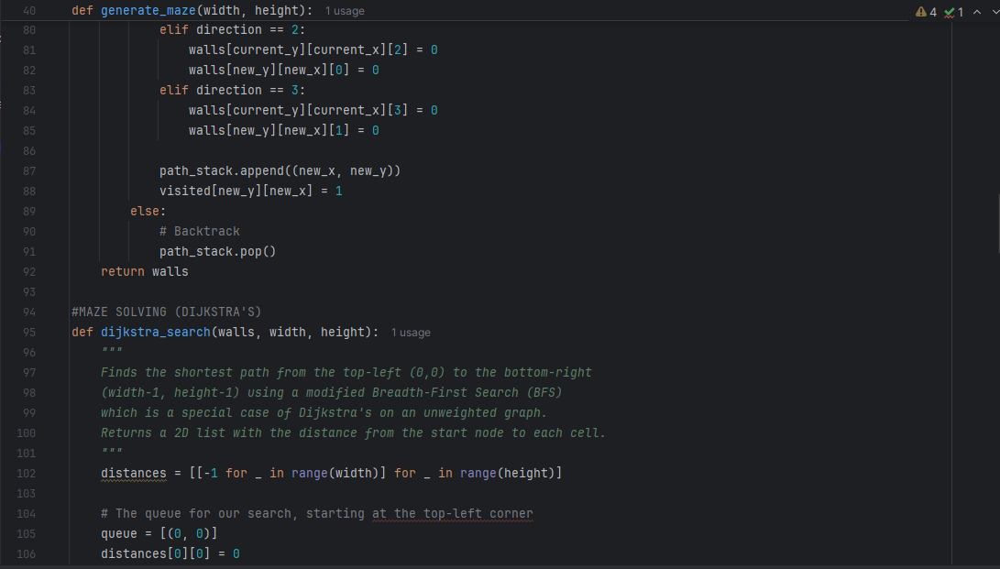 40 def generate_maze(width, height): 1 usage 4 1
80 elif direction == 2:
81 walls[current_y][current_x][2] = 0
82 walls[new_y][new_x][0] = 0
83 elif direction == 3:
84 walls[current_y][current_x][3] = 0
85 walls[new_y][new_x][1] = 0
86
87 path_stack.append((new_x, new_y))
88 visited[new_y][new_x] = 1
89 else:
90 # Backtrack
91 path_stack.pop()
92 return walls
93
94 #MAZE SOLVING (DIJKSTRA'S)
95 def dijkstra_search(walls, width, height): 1 usage
96 """
97 Finds the shortest path from the top-left (0,0) to the bottom-right
98 (width-1, height-1) using a modified Breadth-First Search (BFS)
99 which is a special case of Dijkstra's on an unweighted graph.
100 Returns a 2D list with the distance from the start node to each cell.
101 """
102 distances = [[-1 for _ in range(width)] for _ in range(height)]
103
104 # The queue for our search, starting at the top-left corner
105 queue = [(0, 0)]
106 distances[0][0] = 0